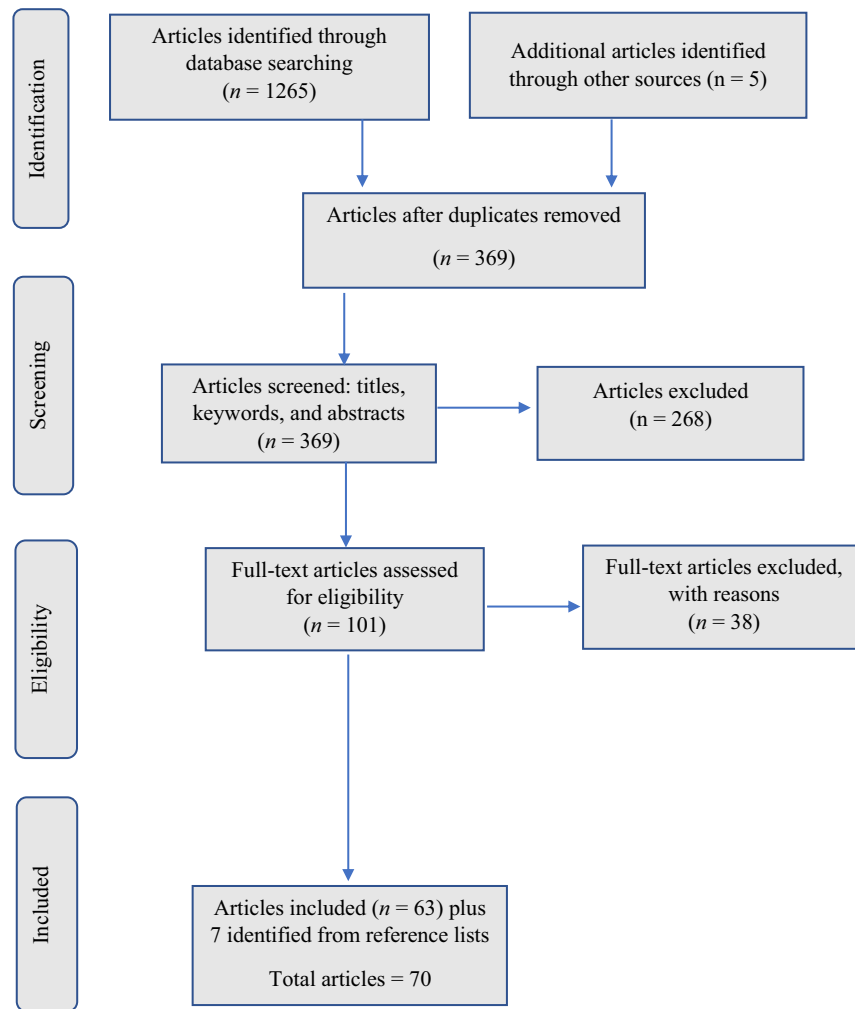 Identification
Articles identified through
database searching
(n = 1265)
Additional articles identified
through other sources (n = 5)
Articles after duplicates removed
(n = 369)
Screening
Articles screened: titles,
keywords, and abstracts
(n = 369)
Articles excluded
(n = 268)
Eligibility
Full-text articles assessed
for eligibility
(n = 101)
Full-text articles excluded,
with reasons
(n = 38)
Included
Articles included (n = 63) plus
7 identified from reference lists
Total articles = 70